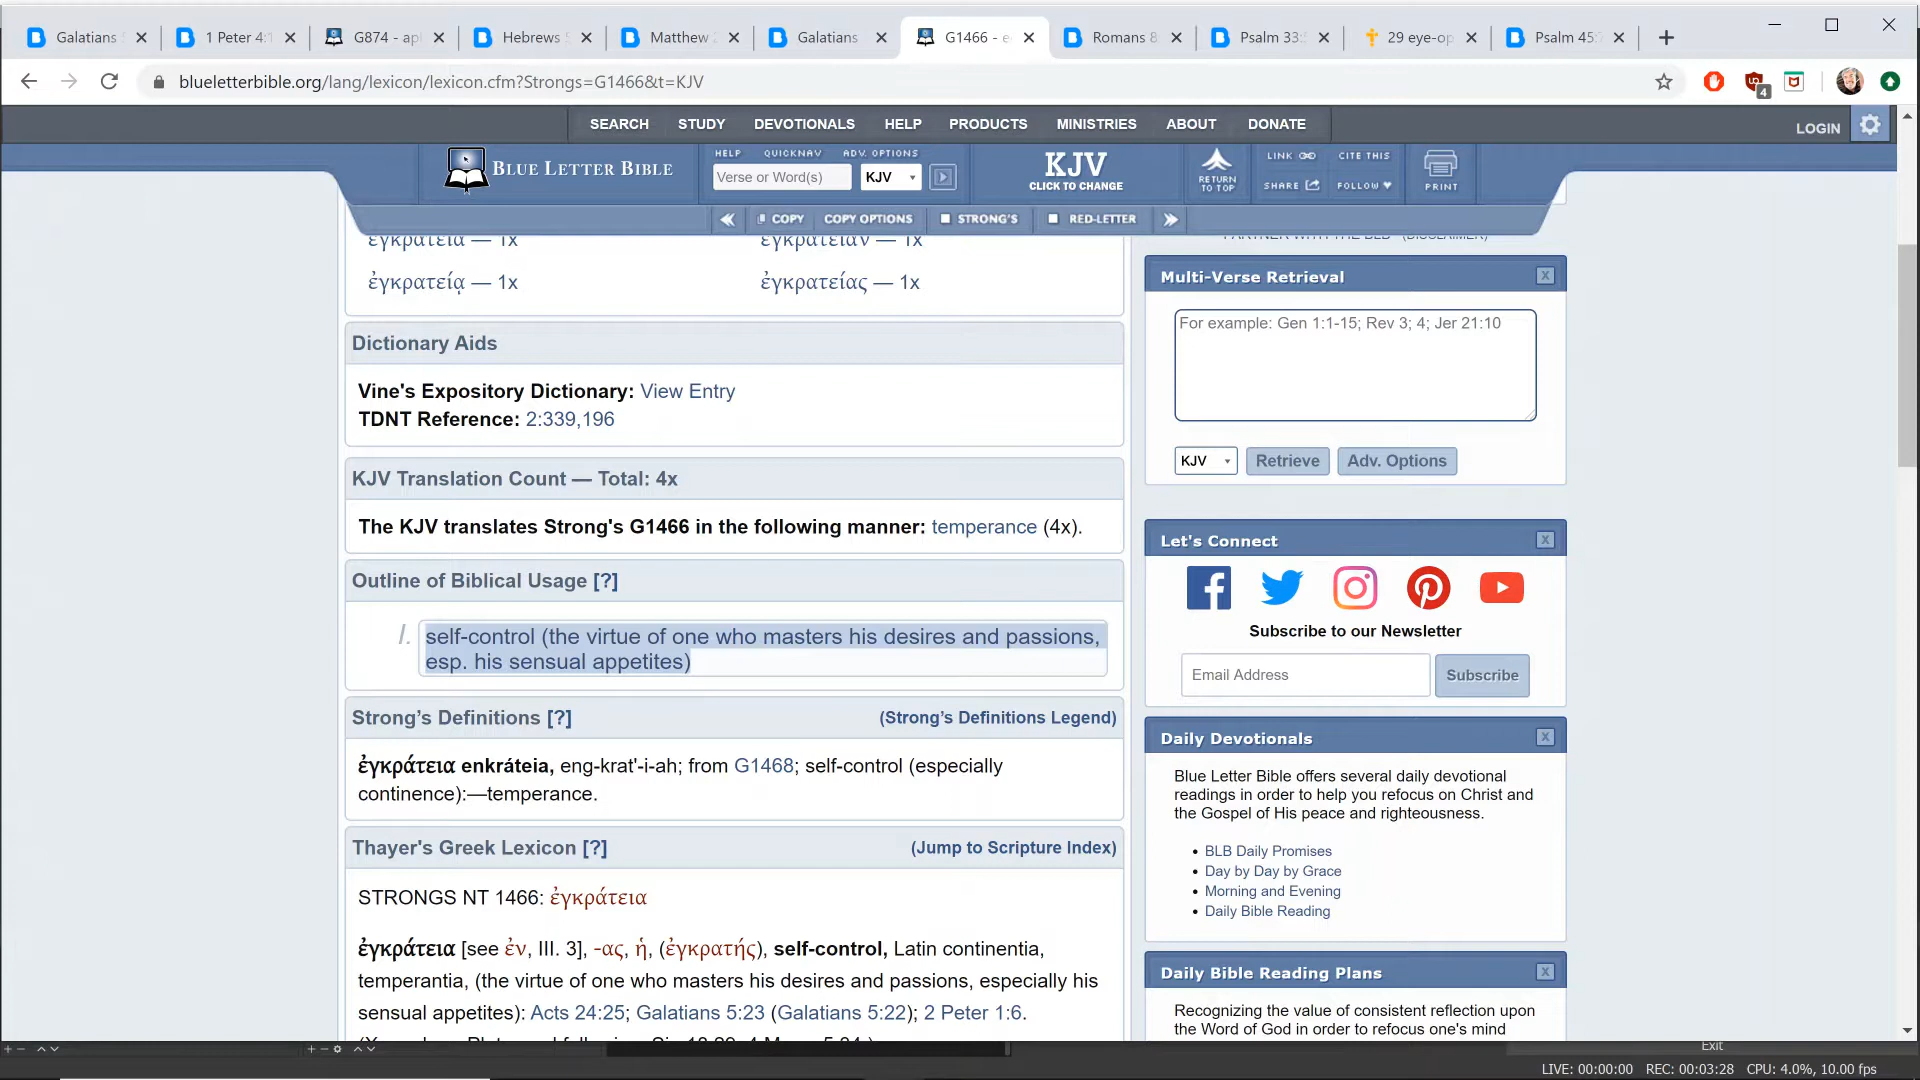 Galatians
1 Peter 4:1
G874 - ap
Hebrews
Matthew 2
Galatians
G1466 - e
Romans 8
Psalm 33:
29 eye-op
Psalm 45:7
blueletterbible.org/lang/lexicon/lexicon.cfm?Strongs=G1466&t=KJV
4
SEARCH STUDY DEVOTIONALS HELP PRODUCTS MINISTRIES ABOUT DONATE
LOGIN
BLUE LETTER BIBLE
HELP QUICKNAV ADV. OPTIONS
Verse or Word(s)
KJV
KJV
CLICK TO CHANGE
RETURN
TO TOP
LINK CITE THIS
SHARE FOLLOW
PRINT
COPY COPY OPTIONS STRONG'S RED-LETTER
ἐγκράτεια — 1x ἐγκράτειαν — 1x
ἐγκρατείᾳ — 1x ἐγκρατείας — 1x
Dictionary Aids
Vine's Expository Dictionary: View Entry
TDNT Reference: 2:339,196
KJV Translation Count — Total: 4x
The KJV translates Strong's G1466 in the following manner: temperance (4x).
Outline of Biblical Usage [?]
I. self-control (the virtue of one who masters his desires and passions,
esp. his sensual appetites)
Strong’s Definitions [?] (Strong’s Definitions Legend)
ἐγκράτεια enkráteia, eng-krat'-i-ah; from G1468; self-control (especially
continence):—temperance.
Thayer's Greek Lexicon [?] (Jump to Scripture Index)
STRONGS NT 1466: ἐγκράτεια
ἐγκράτεια [see ἐν, III. 3], -ας, ἡ, (ἐγκρατής), self-control, Latin continentia,
temperantia, (the virtue of one who masters his desires and passions, especially his
sensual appetites): Acts 24:25; Galatians 5:23 (Galatians 5:22); 2 Peter 1:6.
PARTNER WITH THE BLB (DISCLAIMER)
Multi-Verse Retrieval X
For example: Gen 1:1-15; Rev 3; 4; Jer 21:10
KJV Retrieve Adv. Options
Let's Connect X
Subscribe to our Newsletter
Email Address Subscribe
Daily Devotionals X
Blue Letter Bible offers several daily devotional
readings in order to help you refocus on Christ and
the Gospel of His peace and righteousness.
• BLB Daily Promises
• Day by Day by Grace
• Morning and Evening
• Daily Bible Reading
Daily Bible Reading Plans X
Recognizing the value of consistent reflection upon
the Word of God in order to refocus one's mind
Exit
LIVE: 00:00:00 REC: 00:03:28 CPU: 4.0%, 10.00 fps